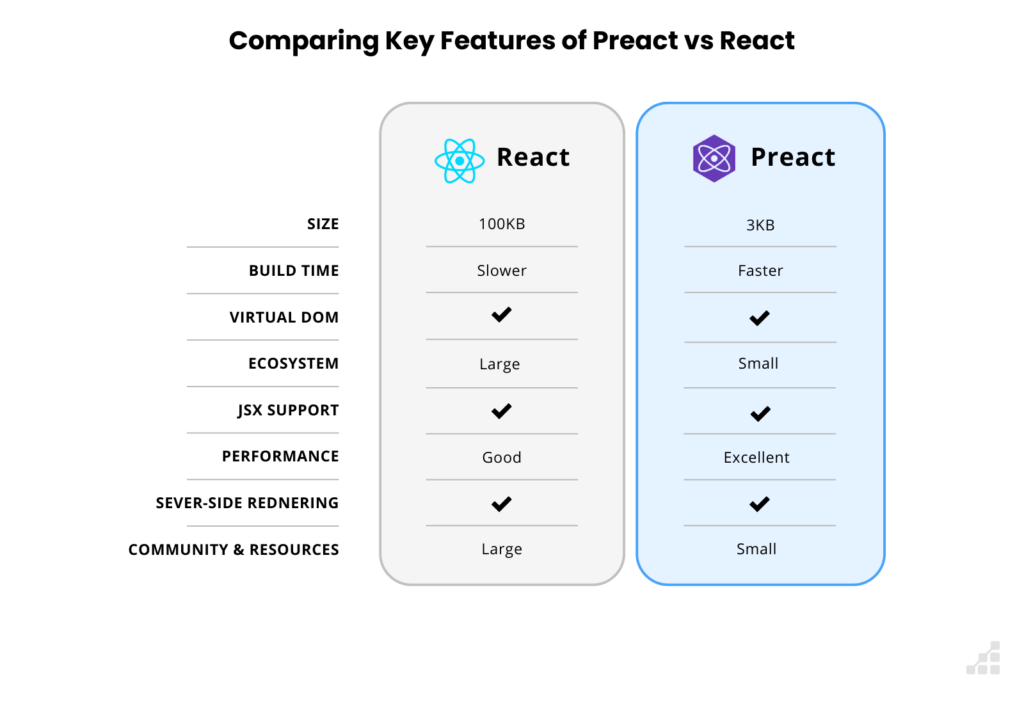 Comparing Key Features of Preact vs React
React Preact
SIZE 100KB 3KB
BUILD TIME Slower Faster
VIRTUAL DOM ✔ ✔
ECOSYSTEM Large Small
JSX SUPPORT ✔ ✔
PERFORMANCE Good Excellent
SEVER-SIDE REDNERING ✔ ✔
COMMUNITY & RESOURCES Large Small